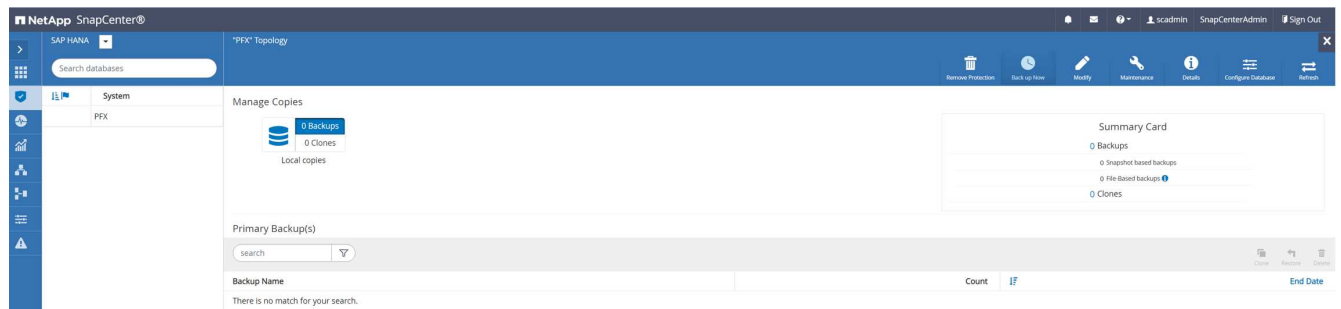 NetApp SnapCenter®
scadmin SnapCenterAdmin Sign Out
SAP HANA
"PFX" Topology
Search databases
Remove Protection Back up Now Modify Maintenance Details Configure Database Refresh
System
PFX
Manage Copies
0 Backups
0 Clones
Local copies
Summary Card
0 Backups
0 Snapshot based backups
0 File-Based backups
0 Clones
Primary Backup(s)
search
Clone Restore Delete
Backup Name Count End Date
There is no match for your search.